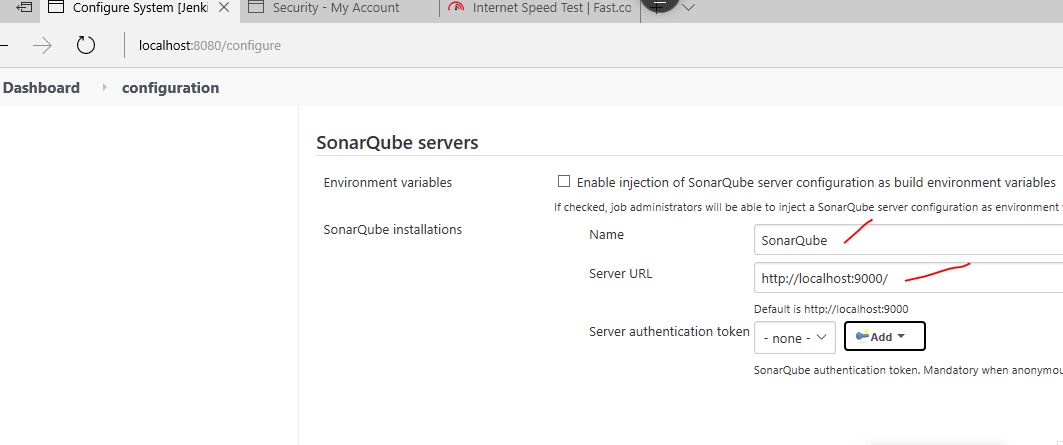 Configure System [Jenki
Security - My Account
Internet Speed Test | Fast.co
localhost:8080/configure
Dashboard
configuration
SonarQube servers
Environment variables
Enable injection of SonarQube server configuration as build environment variables
If checked, job administrators will be able to inject a SonarQube server configuration as environment
SonarQube installations
Name
SonarQube
Server URL
http://localhost:9000/
Default is http://localhost:9000
Server authentication token
- none -
Add
SonarQube authentication token. Mandatory when anonymou